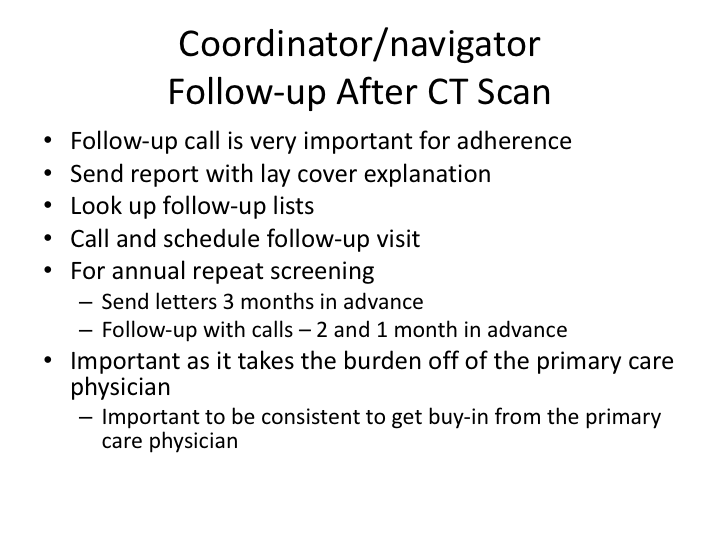 Coordinator/navigator
Follow-up After CT Scan
• Follow-up call is very important for adherence
• Send report with lay cover explanation
• Look up follow-up lists
• Call and schedule follow-up visit
• For annual repeat screening
– Send letters 3 months in advance
– Follow-up with calls – 2 and 1 month in advance
• Important as it takes the burden off of the primary care
physician
– Important to be consistent to get buy-in from the primary
care physician